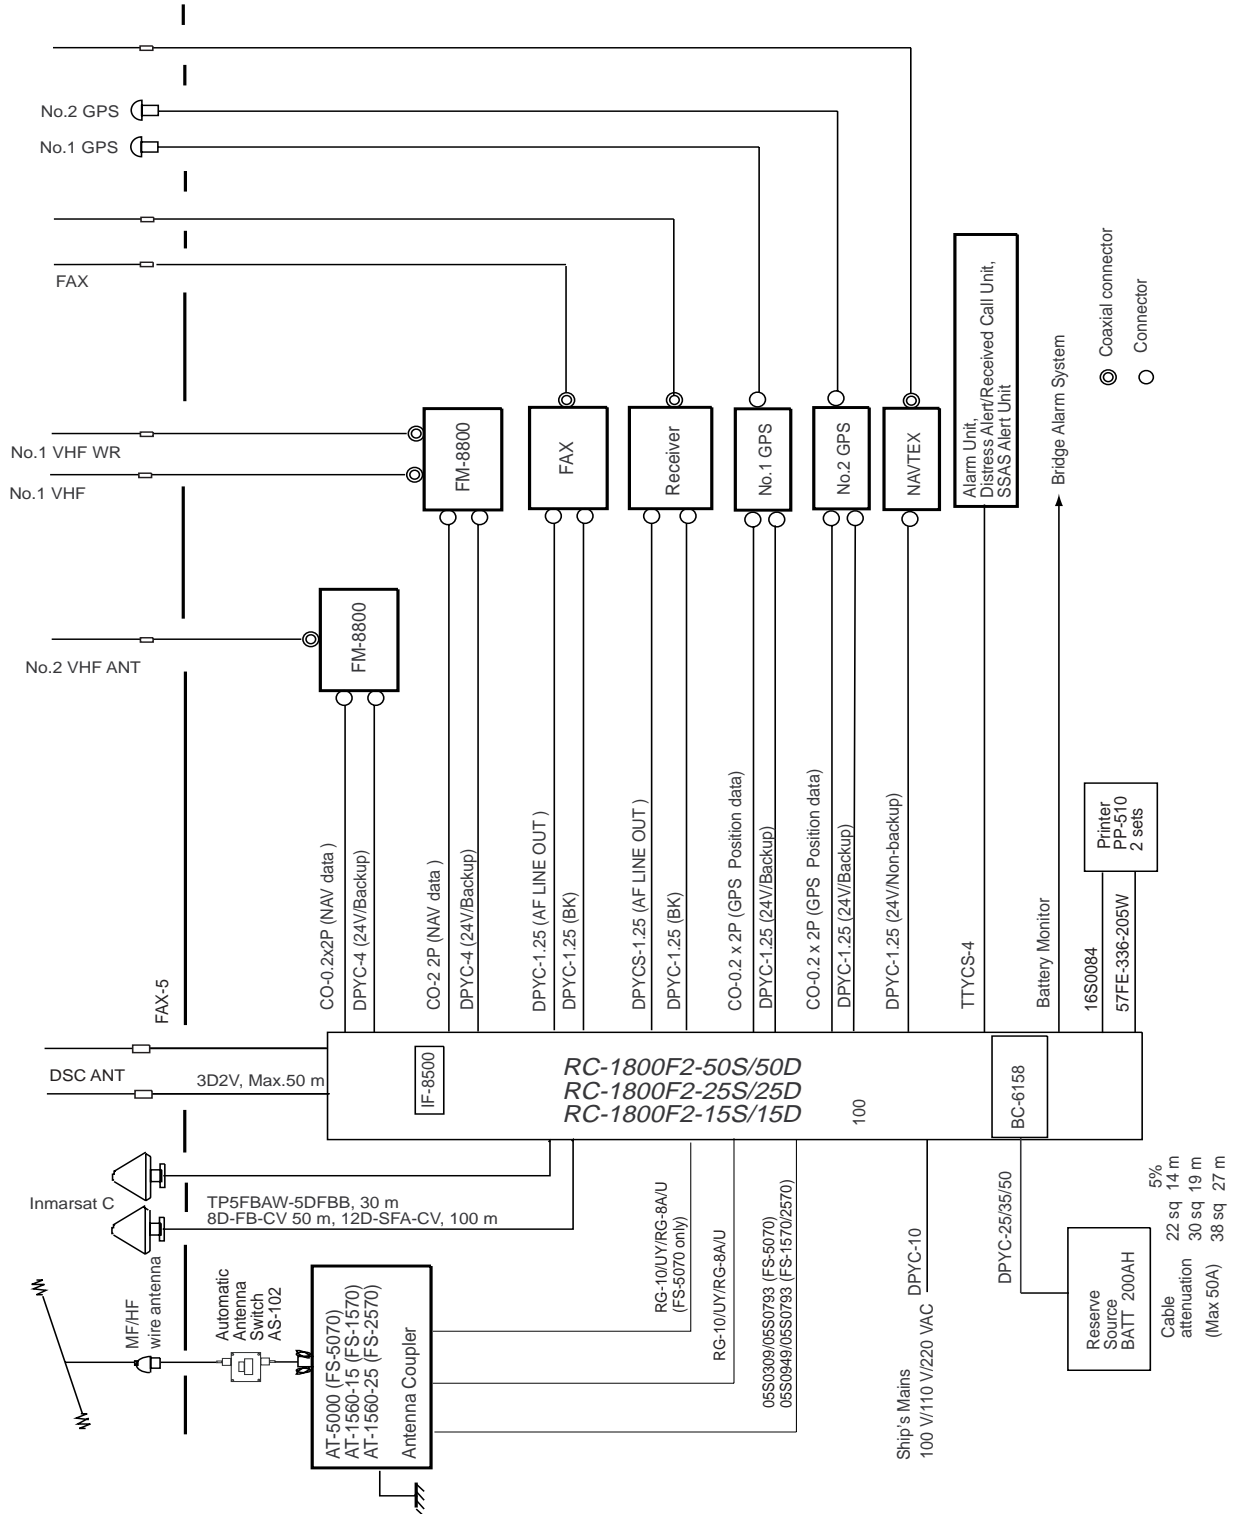 No.2 GPS
No.1 GPS
FAX
No.1 VHF WR
No.1 VHF
No.2 VHF ANT
FAX-5
DSC ANT
3D2V, Max.50 m
Inmarsat C
TP5FBAW-5DFBB, 30 m
8D-FB-CV 50 m, 12D-SFA-CV, 100 m
MF/HF
wire antenna
Automatic
Antenna
Switch
AS-102
AT-5000 (FS-5070)
AT-1560-15 (FS-1570)
AT-1560-25 (FS-2570)
Antenna Coupler
FM-8800
FM-8800
FAX
Receiver
No.1 GPS
No.2 GPS
NAVTEX
Alarm Unit,
Distress Alert/Received Call Unit,
SSAS Alert Unit
Bridge Alarm System
Coaxial connector
Connector
CO-0.2x2P (NAV data )
DPYC-4 (24V/Backup)
CO-2 2P (NAV data )
DPYC-4 (24V/Backup)
DPYC-1.25 (AF LINE OUT )
DPYC-1.25 (BK)
DPYCS-1.25 (AF LINE OUT )
DPYC-1.25 (BK)
CO-0.2 x 2P (GPS Position data)
DPYC-1.25 (24V/Backup)
CO-0.2 x 2P (GPS Position data)
DPYC-1.25 (24V/Backup)
DPYC-1.25 (24V/Non-backup)
TTYCS-4
Battery Monitor
16S0084
57FE-336-205W
Printer
PP-510
2 sets
IF-8500
RC-1800F2-50S/50D
RC-1800F2-25S/25D
RC-1800F2-15S/15D
100
BC-6158
RG-10/UY/RG-8A/U
(FS-5070 only)
RG-10/UY/RG-8A/U
05S0309/05S0793 (FS-5070)
05S0949/05S0793 (FS-1570/2570)
DPYC-10
Ship's Mains
100 V/110 V/220 VAC
DPYC-25/35/50
Reserve
Source
BATT 200AH
Cable
attenuation
(Max 50A)
5%
22 sq 14 m
30 sq 19 m
38 sq 27 m